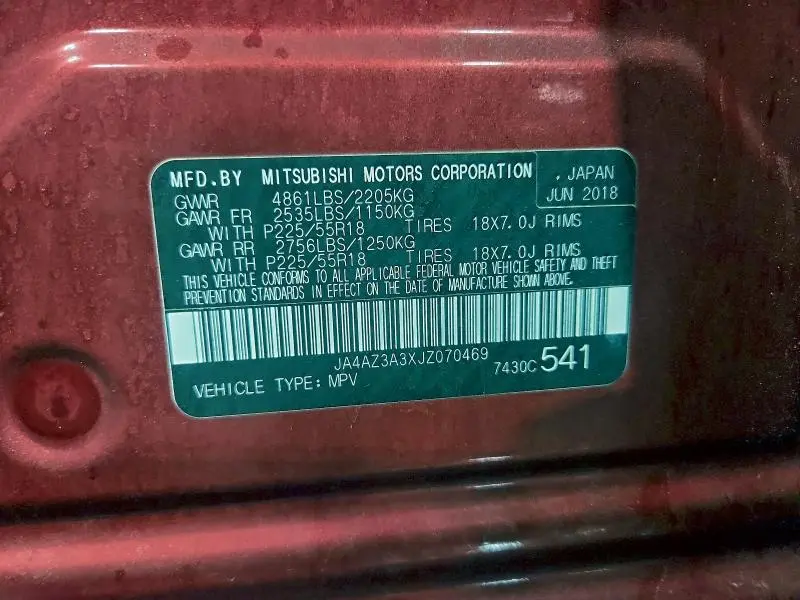 MFD.BY MITSUBISHI MOTORS CORPORATION , JAPAN
GVWR 4861LBS/2205KG JUN 2018
GAWR FR 2535LBS/1150KG
WITH P225/55R18 TIRES 18X7.0J RIMS
GAWR RR 2756LBS/1250KG
WITH P225/55R18 TIRES 18X7.0J RIMS
THIS VEHICLE CONFORMS TO ALL APPLICABLE FEDERAL MOTOR VEHICLE SAFETY AND THEFT
PREVENTION STANDARDS IN EFFECT ON THE DATE OF MANUFACTURE SHOWN ABOVE.
JA4AZ3A3XJZ070469 7430C 541
VEHICLE TYPE: MPV